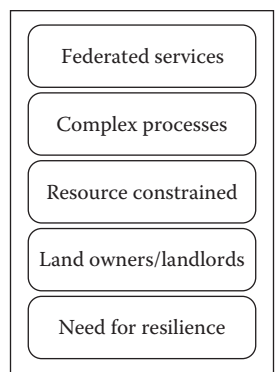 Federated services
Complex processes
Resource constrained
Land owners/landlords
Need for resilience